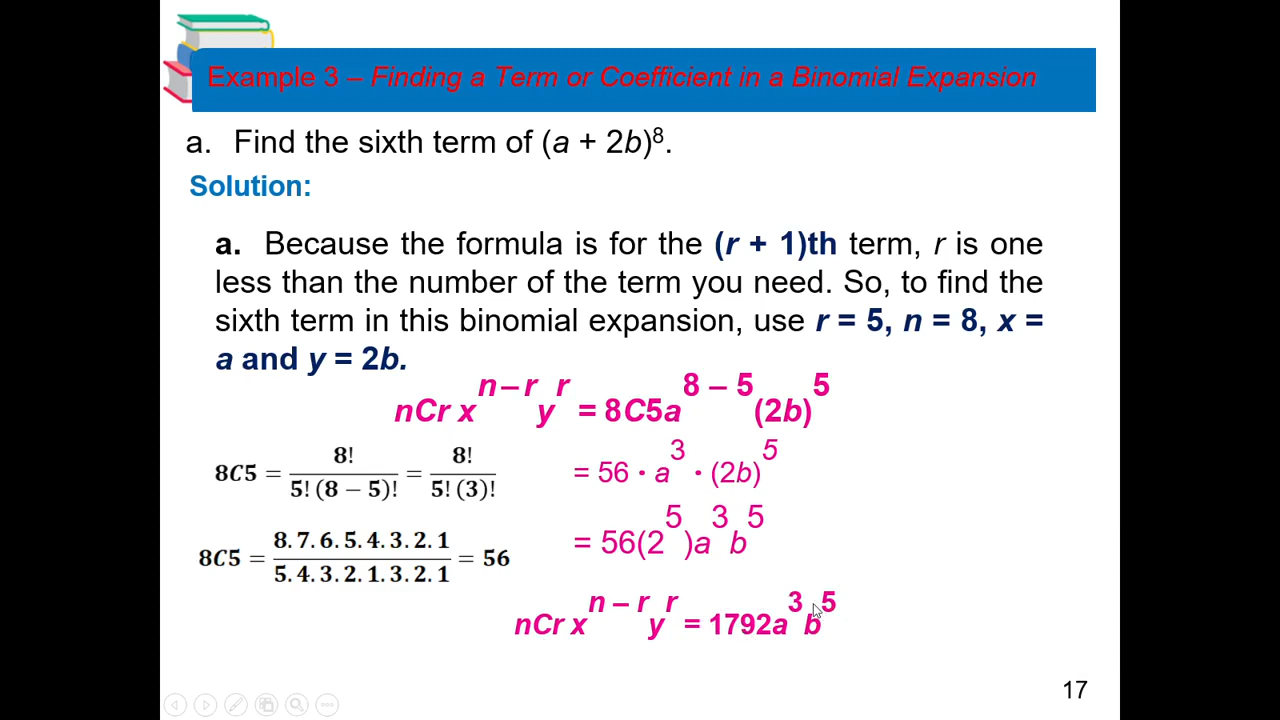 Example 3 – Finding a Term or Coefficient in a Binomial Expansion
a. Find the sixth term of (a + 2b)⁸.
Solution:
a. Because the formula is for the (r + 1)th term, r is one
less than the number of the term you need. So, to find the
sixth term in this binomial expansion, use r = 5, n = 8, x =
a and y = 2b.
nCr xⁿ⁻ʳyʳ = 8C5a⁸ ⁻ ⁵(2b)⁵
8C5 = 8!/5!(8 − 5)! = 8!/5!(3)!
= 56 · a³ · (2b)⁵
= 56(2⁵)a³b⁵
8C5 = 8.7.6.5.4.3.2.1/5.4.3.2.1.3.2.1 = 56
nCr xⁿ ⁻ ʳyʳ = 1792a³b⁵
17